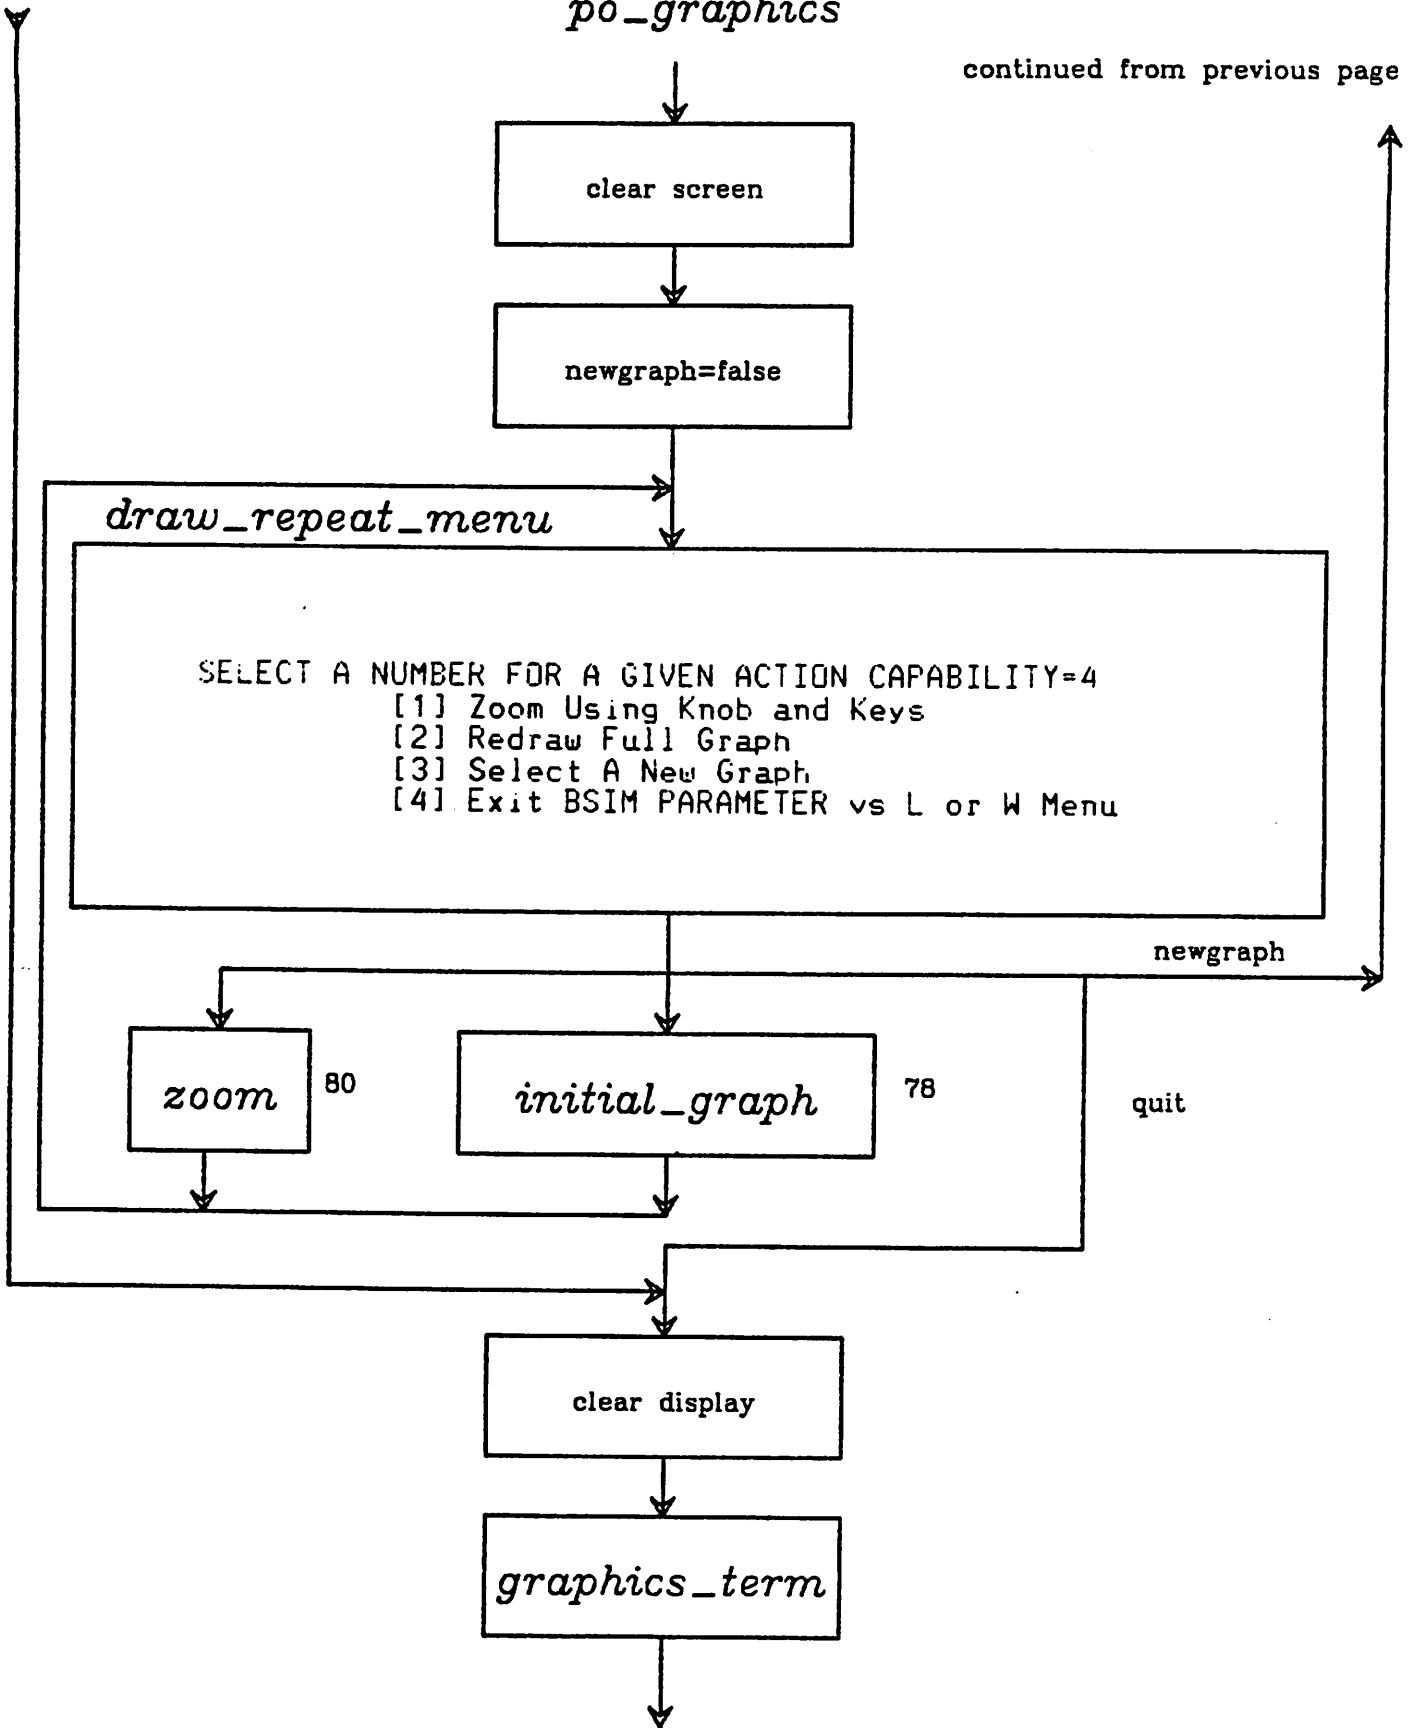 po_graphics
continued from previous page
clear screen
newgraph=false
draw_repeat_menu
SELECT A NUMBER FOR A GIVEN ACTION CAPABILITY=4
[1] Zoom Using Knob and Keys
[2] Redraw Full Graph
[3] Select A New Graph
[4] Exit BSIM PARAMETER vs L or W Menu
newgraph
zoom
80
initial_graph
78
quit
clear display
graphics_term